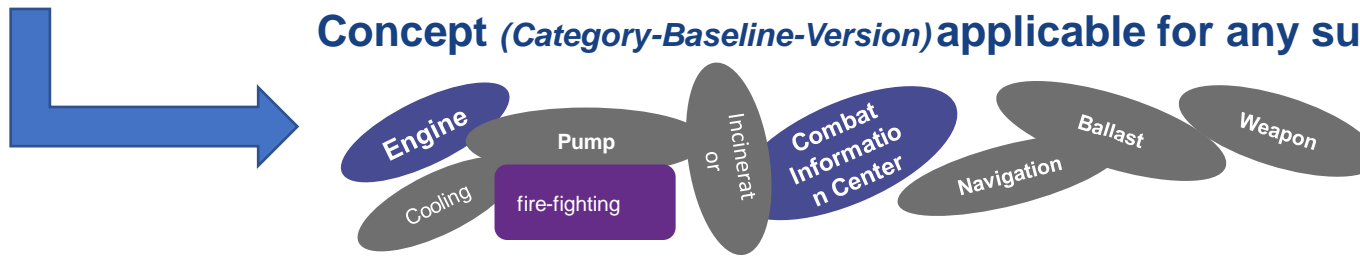 Concept (Category-Baseline-Version) applicable for any su
Engine
Pump
Cooling
fire-fighting
Incinerat
or
Combat
Informatio
n Center
Navigation
Ballast
Weapon